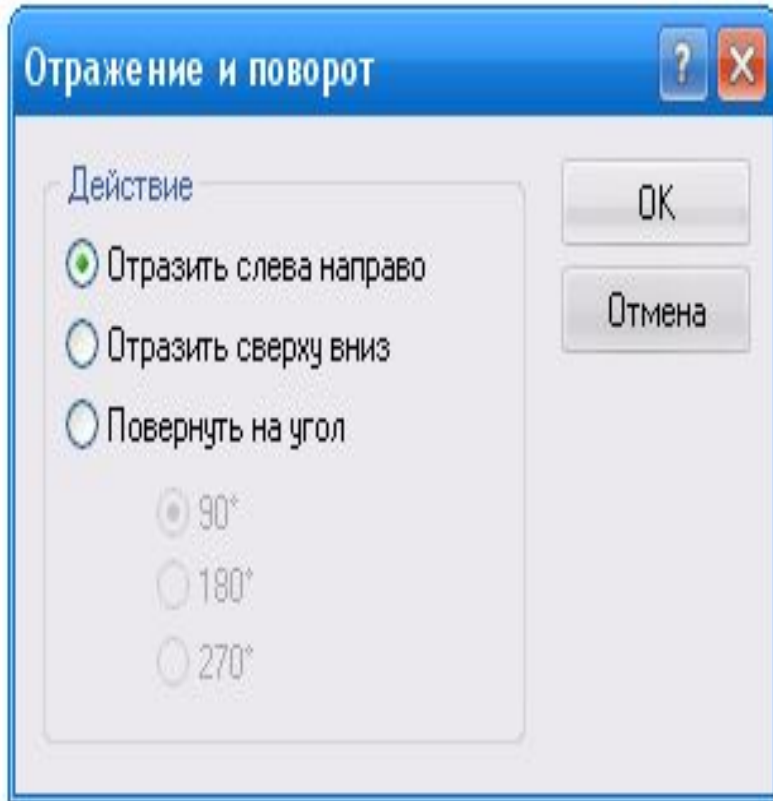 Отражение и поворот
Действие
Отразить слева направо
Отразить сверху вниз
Повернуть на угол
90°
180°
270°
OK
Отмена